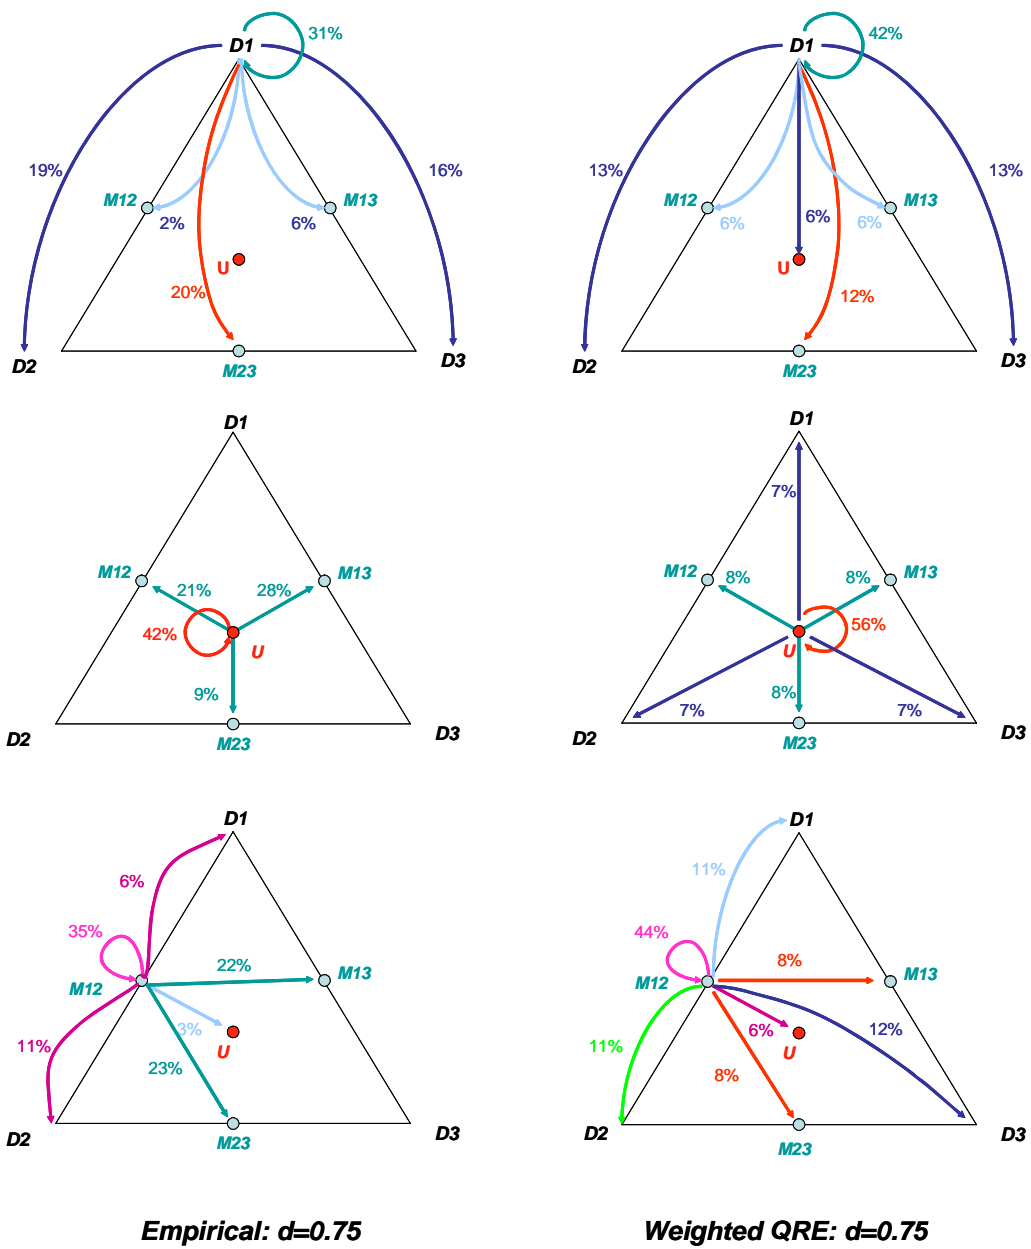 31%
D1
19%
16%
M12
M13
2%
6%
U
20%
D2
D3
M23
42%
D1
13%
13%
M12
M13
6%
6%
6%
U
12%
D2
D3
M23
D1
M12
21%
28%
M13
42%
U
9%
D2
D3
M23
D1
7%
M12
8%
8%
M13
56%
U
8%
7%
7%
D2
D3
M23
D1
6%
35%
22%
M13
M12
3%
U
11%
23%
D2
D3
M23
D1
11%
44%
8%
M13
M12
6%
12%
U
11%
8%
D2
D3
M23
Empirical: d=0.75
Weighted QRE: d=0.75